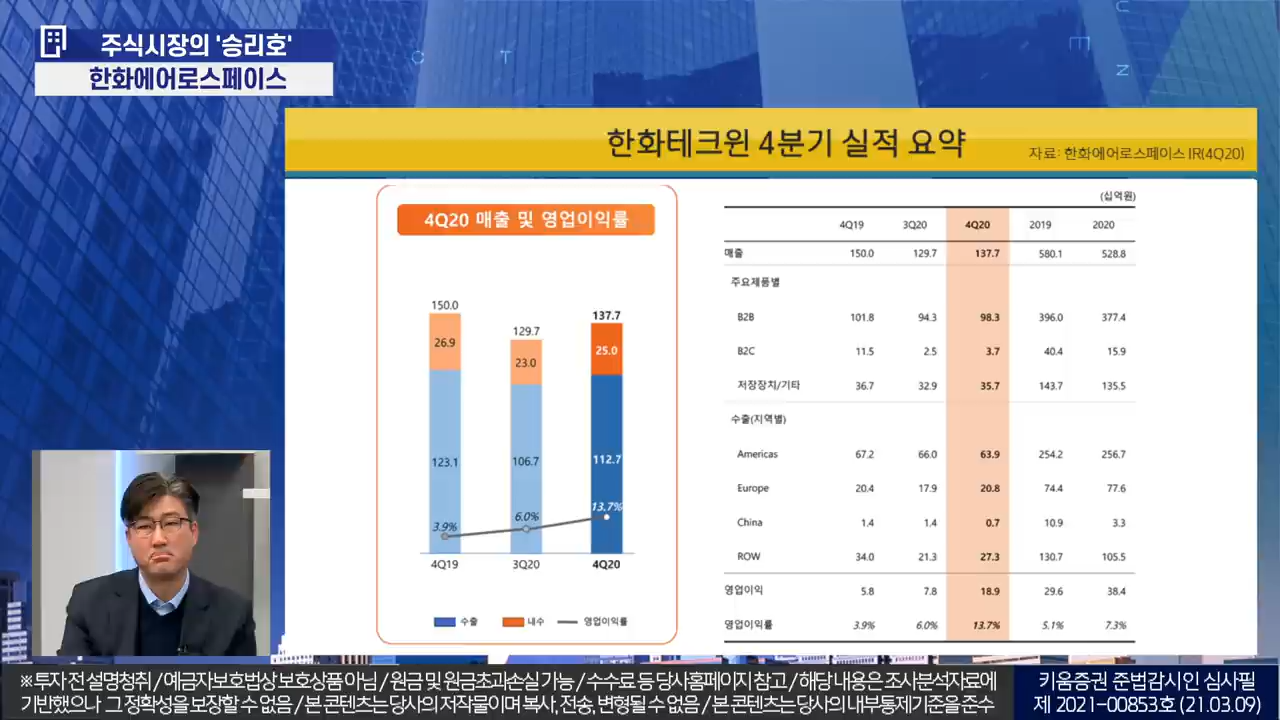 주식시장의 '승리호'
한화에어로스페이스
한화테크윈 4분기 실적 요약
자료 : 한화에어로스페이스 IR(4Q20)
4Q20 매출 및 영업이익률
150.0
129.7
137.7
26.9
23.0
25.0
123.1
106.7
112.7
3.9%
6.0%
13.7%
4Q19
3Q20
4Q20
수출
내수
영업이익률
(십억원)
4Q19 3Q20 4Q20 2019 2020
매출 150.0 129.7 137.7 580.1 528.8
주요제품별
B2B 101.8 94.3 98.3 396.0 377.4
B2C 11.5 2.5 3.7 40.4 15.9
저장장치/기타 36.7 32.9 35.7 143.7 135.5
수출(지역별)
Americas 67.2 66.0 63.9 254.2 256.7
Europe 20.4 17.9 20.8 74.4 77.6
China 1.4 1.4 0.7 10.9 3.3
ROW 34.0 21.3 27.3 130.7 105.5
영업이익 5.8 7.8 18.9 29.6 38.4
영업이익률 3.9% 6.0% 13.7% 5.1% 7.3%
※ 투자 전 설명청취 / 예금자보호법상 보호상품 아님 / 원금 및 원금초과손실 가능 / 수수료 등 당사홈페이지 참고 / 해당 내용은 조사분석자료에
기반했으나 그 정확성을 보장할 수 없음 / 본 콘텐츠는 당사의 저작물이며 복사, 전송, 변형될 수 없음 / 본 콘텐츠는 당사의 내부통제기준을 준수
키움증권 준법감시인 심사필
제 2021-00853호 (21.03.09)